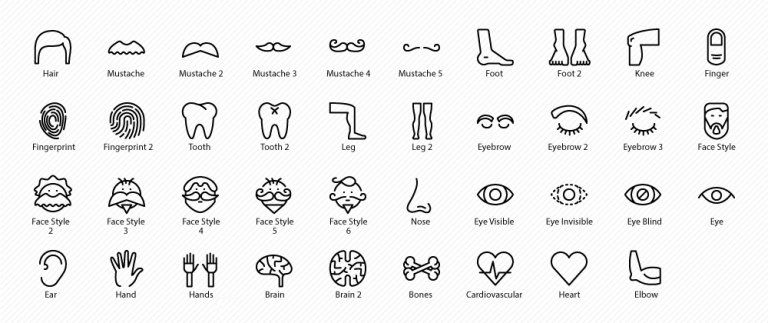 Hair
Mustache
Mustache 2
Mustache 3
Mustache 4
Mustache 5
Foot
Foot 2
Knee
Finger
Fingerprint
Fingerprint 2
Tooth
Tooth 2
Leg
Leg 2
Eyebrow
Eyebrow 2
Eyebrow 3
Face Style
Face Style
2
Face Style
3
Face Style
4
Face Style
5
Face Style
6
Nose
Eye Visible
Eye Invisible
Eye Blind
Eye
Ear
Hand
Hands
Brain
Brain 2
Bones
Cardiovascular
Heart
Elbow